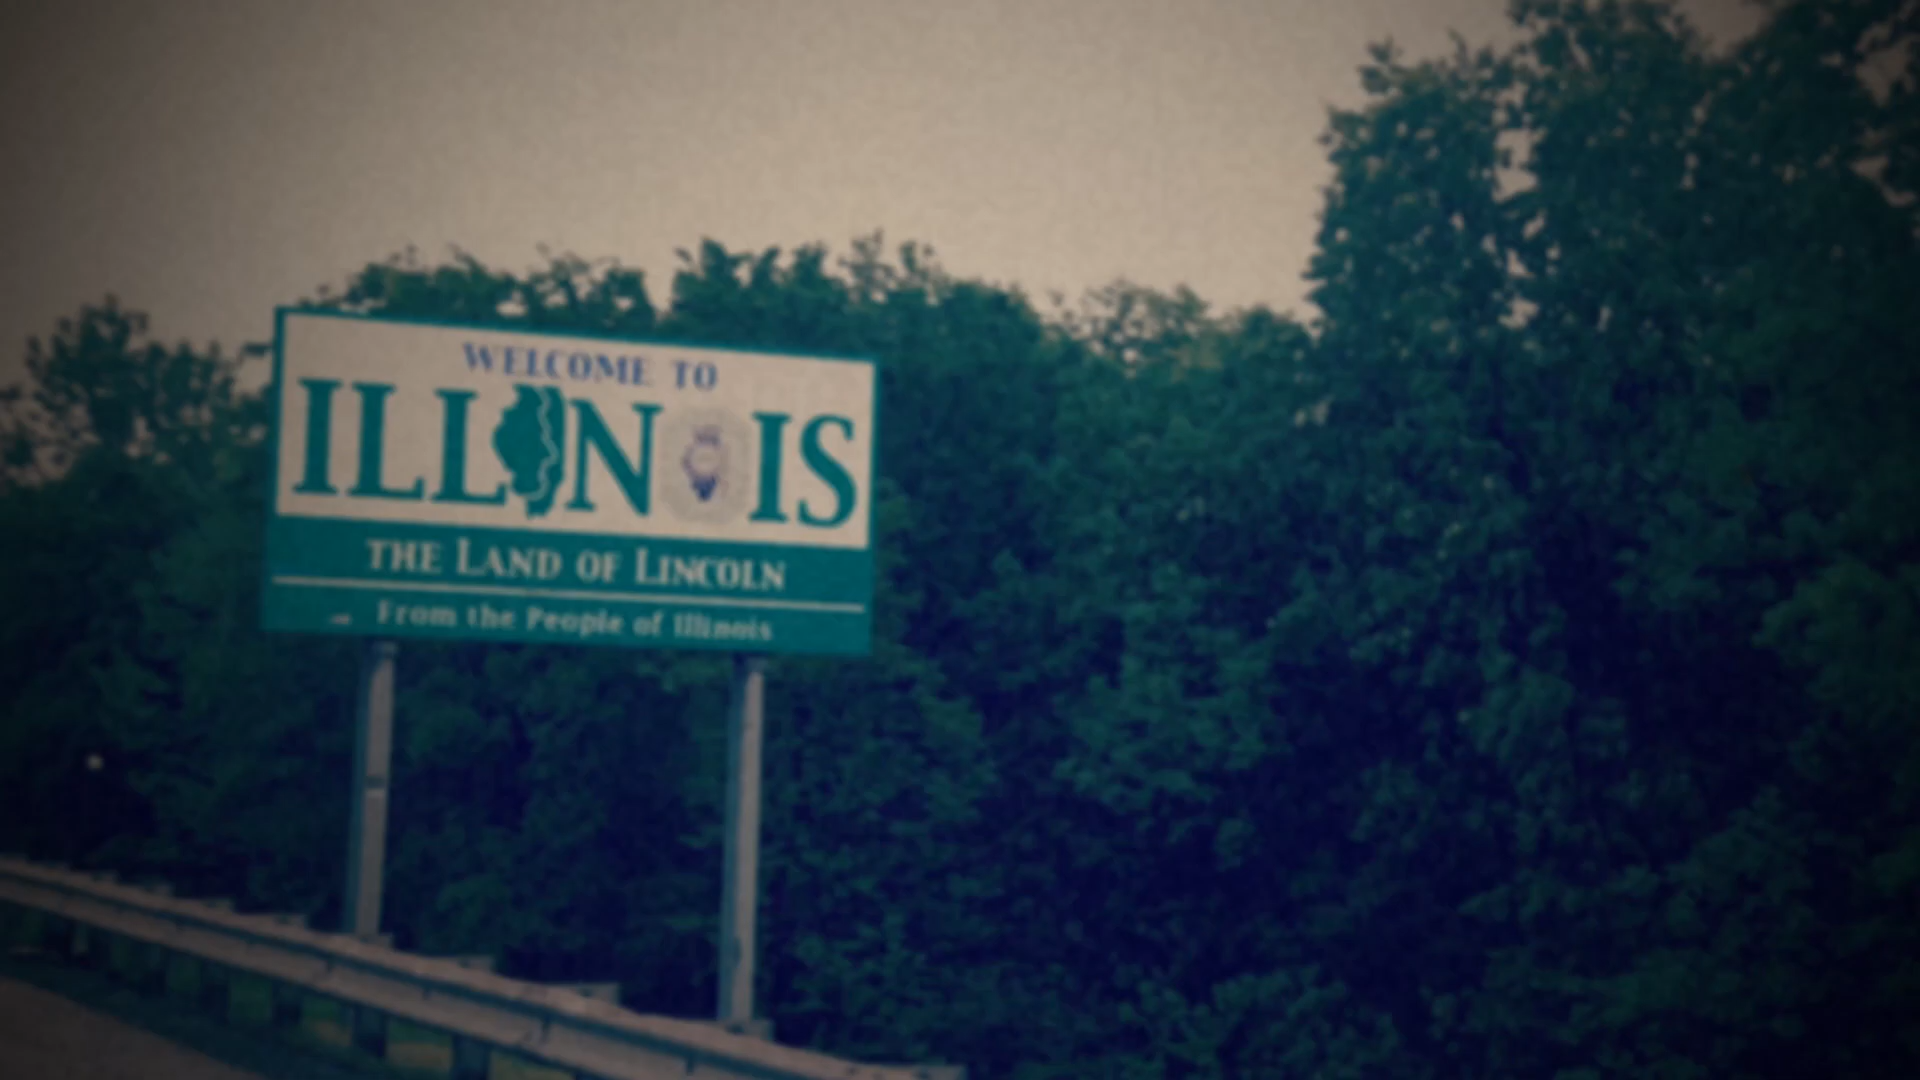 WELCOME TO
ILLINOIS
THE LAND OF LINCOLN
From the People of Illinois